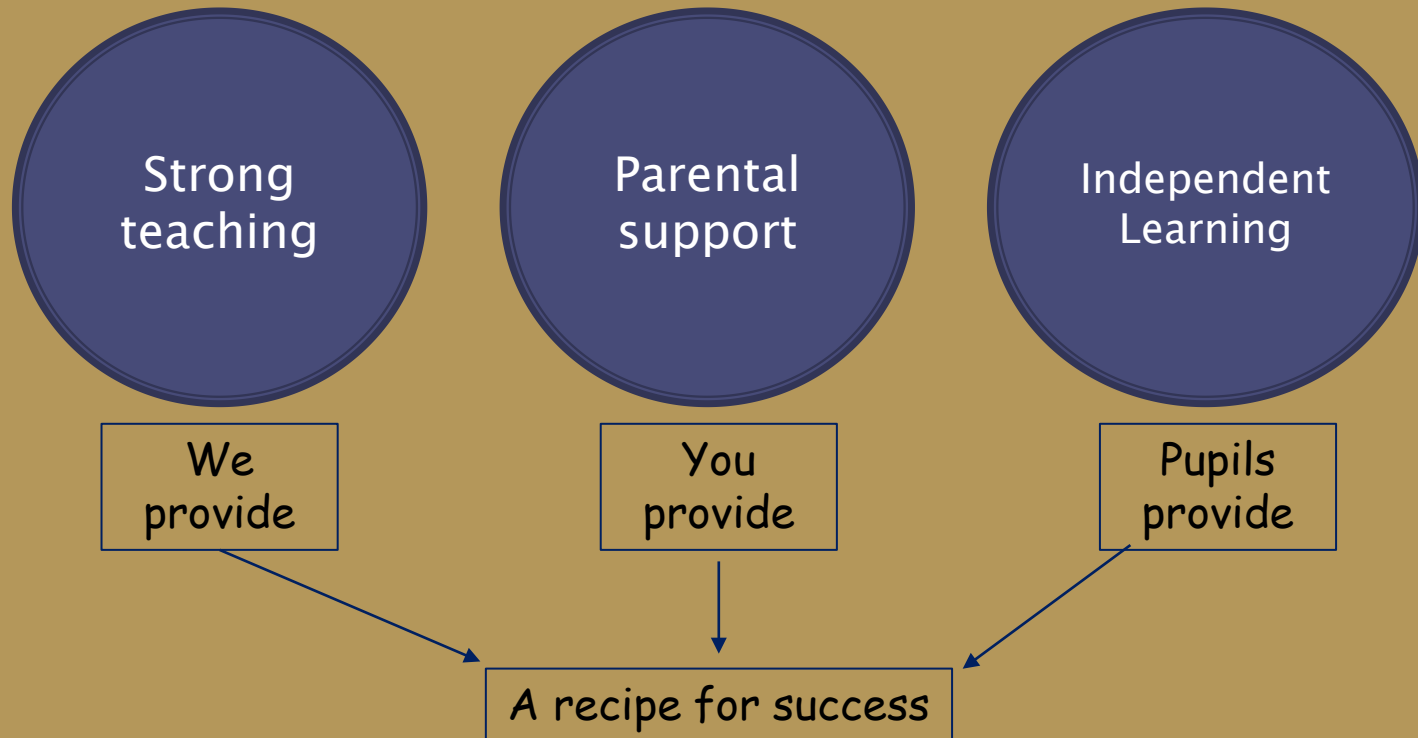 Strong
teaching
Parental
support
Independent
Learning
We
provide
You
provide
Pupils
provide
A recipe for success